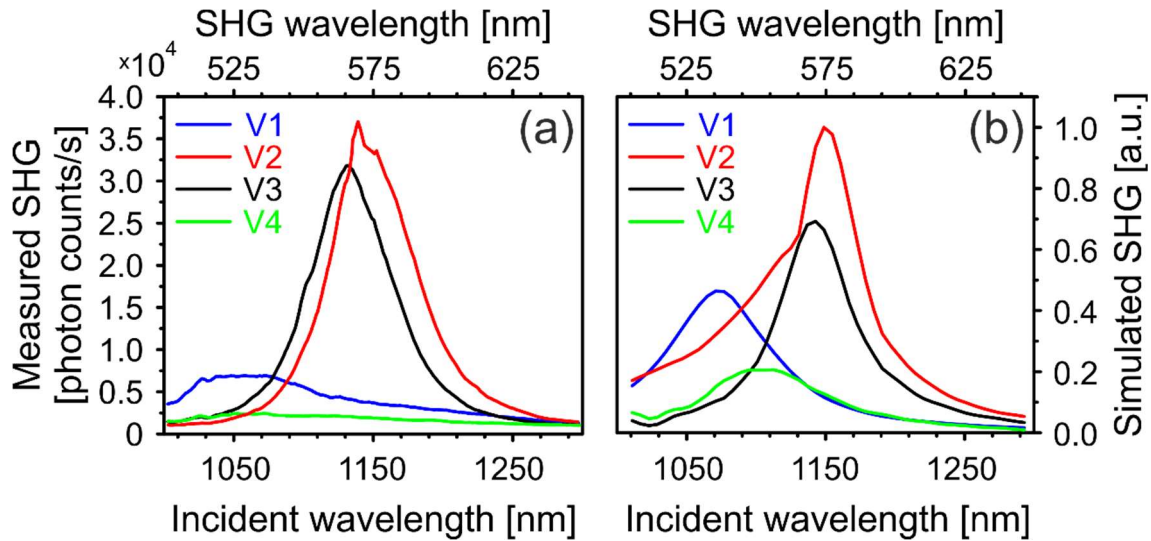 SHG wavelength [nm]
×10⁴ 525 575 625
4.0
3.5
3.0
2.5
2.0
1.5
1.0
0.5
0
V1
V2
V3
V4
(a)
Measured SHG
[photon counts/s]
1050 1150 1250
Incident wavelength [nm]
SHG wavelength [nm]
525 575 625
V1
V2
V3
V4
(b)
1.0
0.8
0.6
0.4
0.2
0.0
Simulated SHG [a.u.]
1050 1150 1250
Incident wavelength [nm]